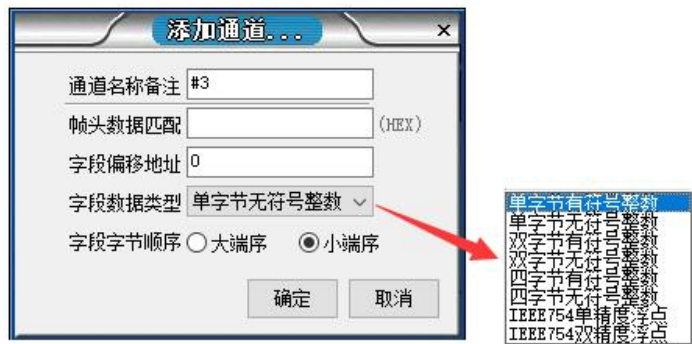 添加通道...
×
通道名称备注 #3
帧头数据匹配 (HEX)
字段偏移地址 0
字段数据类型 单字节无符号整数
字段字节顺序 大端序 小端序
确定 取消
单字节有符号整数
单字节无符号整数
双字节有符号整数
双字节无符号整数
四字节有符号整数
四字节无符号整数
IEEE754单精度浮点
IEEE754双精度浮点